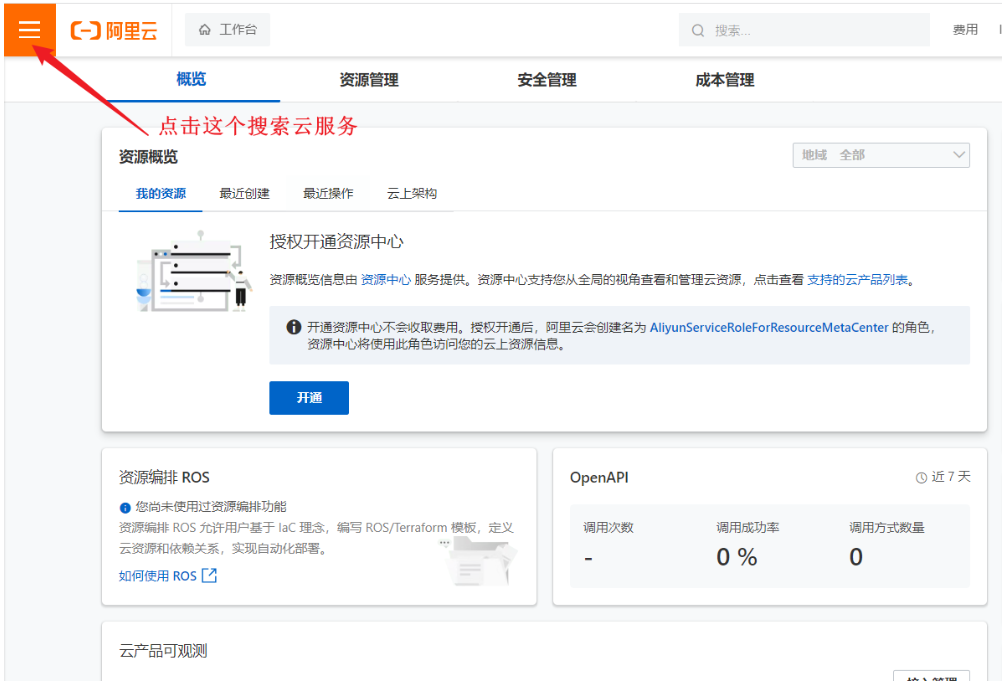 阿里云
工作台
搜索...
费用
概览
资源管理
安全管理
成本管理
点击这个搜索云服务
资源概览
地域 全部
我的资源
最近创建
最近操作
云上架构
授权开通资源中心
资源概览信息由 资源中心 服务提供。资源中心支持您从全局的视角查看和管理云资源，点击查看 支持的云产品列表。
开通资源中心不会收取费用。授权开通后，阿里云会创建名为 AliyunServiceRoleForResourceMetaCenter 的角色，
资源中心将使用此角色访问您的云上资源信息。
开通
资源编排 ROS
您尚未使用过资源编排功能
资源编排 ROS 允许用户基于 IaC 理念，编写 ROS/Terraform 模板，定义
云资源和依赖关系，实现自动化部署。
如何使用 ROS
OpenAPI
近 7 天
调用次数
调用成功率
调用方式数量
-
0 %
0
云产品可观测